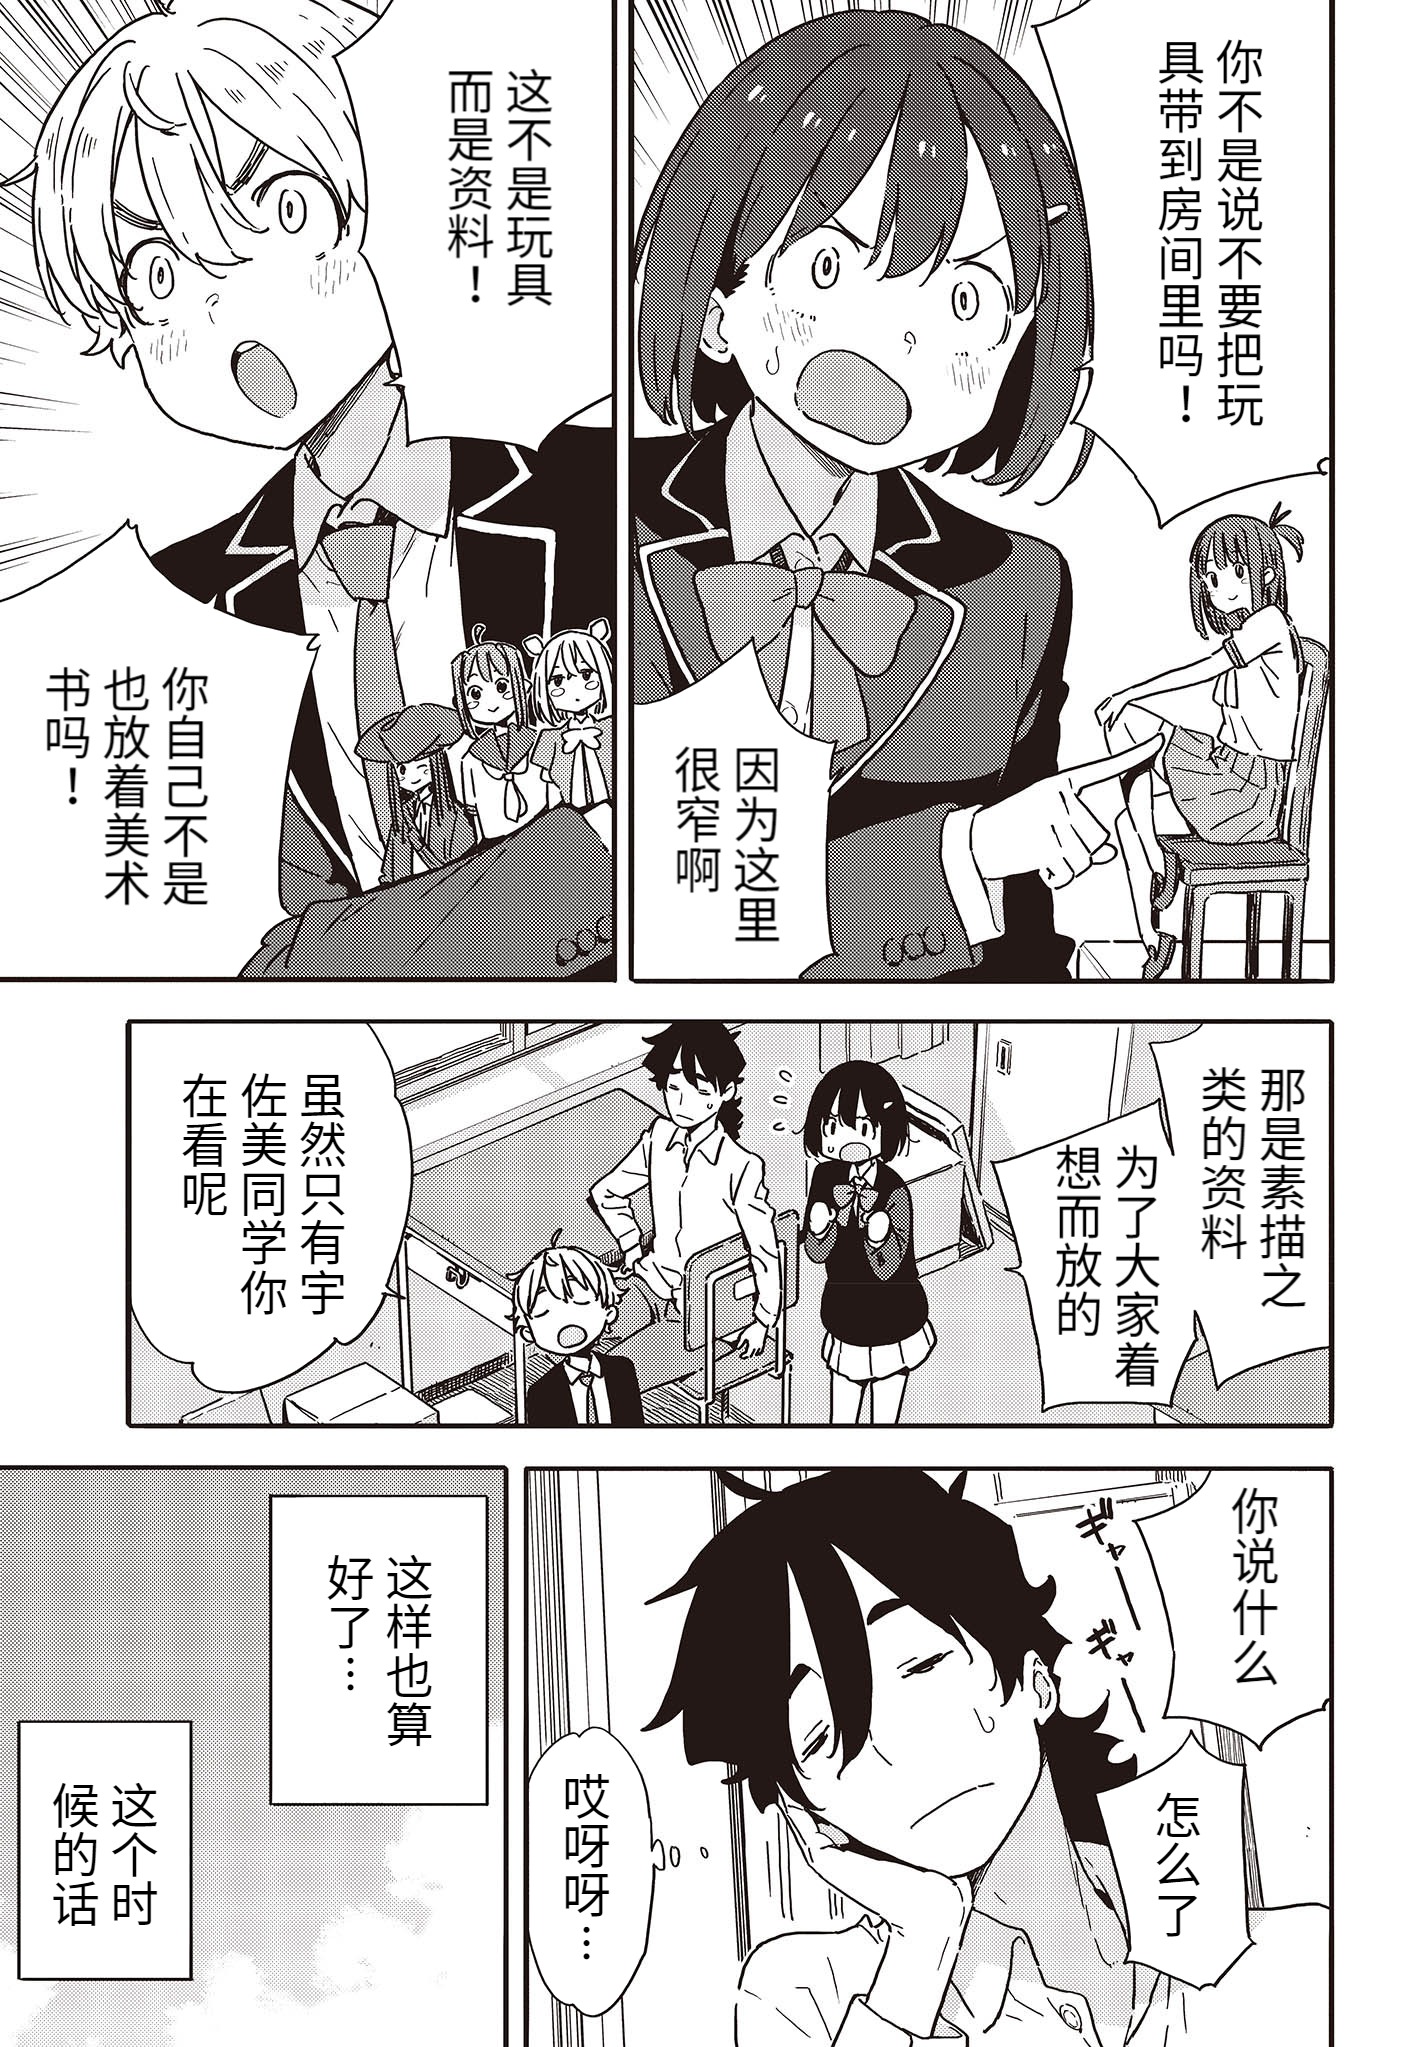 你不是说不要把玩
具带到房间里吗！
因为这里
很窄啊
这不是玩具
而是资料！
你自己不是
也放着美术
书吗！
那是素描之
类的资料
为了大家着
想而放的
虽然只有宇
佐美同学你
在看呢
你说什么
怎么了
ギャー
ギャー
哎呀呀…
这样也算
好了…
这个时
候的话